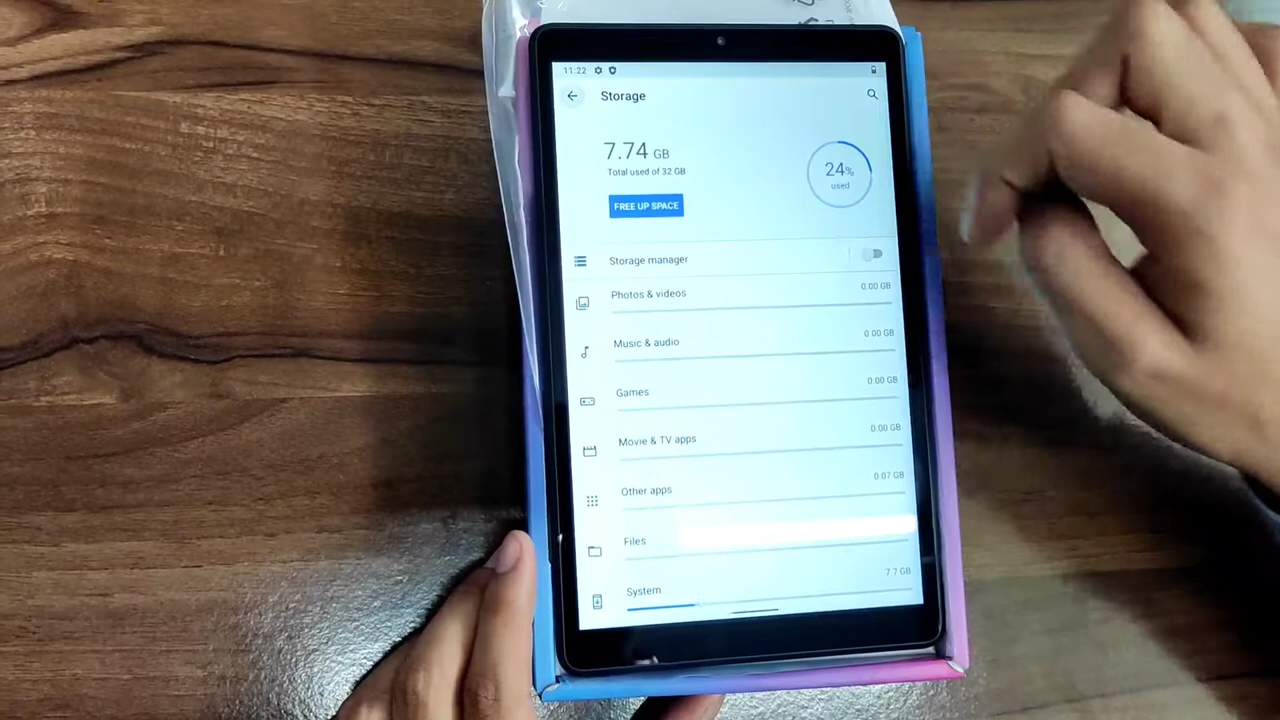 11:22
Storage
7.74 GB
Total used of 32 GB
24%
used
FREE UP SPACE
Storage manager
Photos & videos 0.00 GB
Music & audio 0.00 GB
Games 0.00 GB
Movie & TV apps 0.00 GB
Other apps 0.07 GB
Files
System 7.7 GB